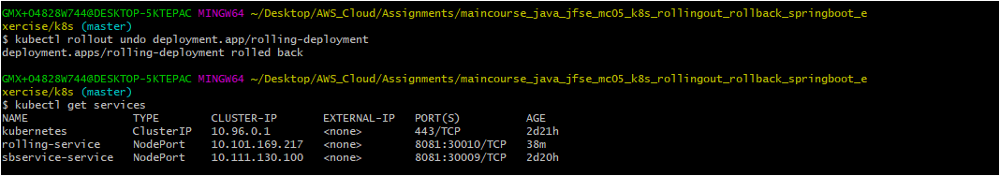 GMX+04828W744@DESKTOP-5KTEPAC MINGW64 ~/Desktop/AWS_Cloud/Assignments/maincourse_java_jfse_mc05_k8s_rollingout_rollback_springboot_e
xercise/k8s (master)
$ kubectl rollout undo deployment.app/rolling-deployment
deployment.apps/rolling-deployment rolled back
GMX+04828W744@DESKTOP-5KTEPAC MINGW64 ~/Desktop/AWS_Cloud/Assignments/maincourse_java_jfse_mc05_k8s_rollingout_rollback_springboot_e
xercise/k8s (master)
$ kubectl get services
NAME TYPE CLUSTER-IP EXTERNAL-IP PORT(S) AGE
kubernetes ClusterIP 10.96.0.1 <none> 443/TCP 2d21h
rolling-service NodePort 10.101.169.217 <none> 8081:30010/TCP 38m
sbservice-service NodePort 10.111.130.100 <none> 8081:30009/TCP 2d20h